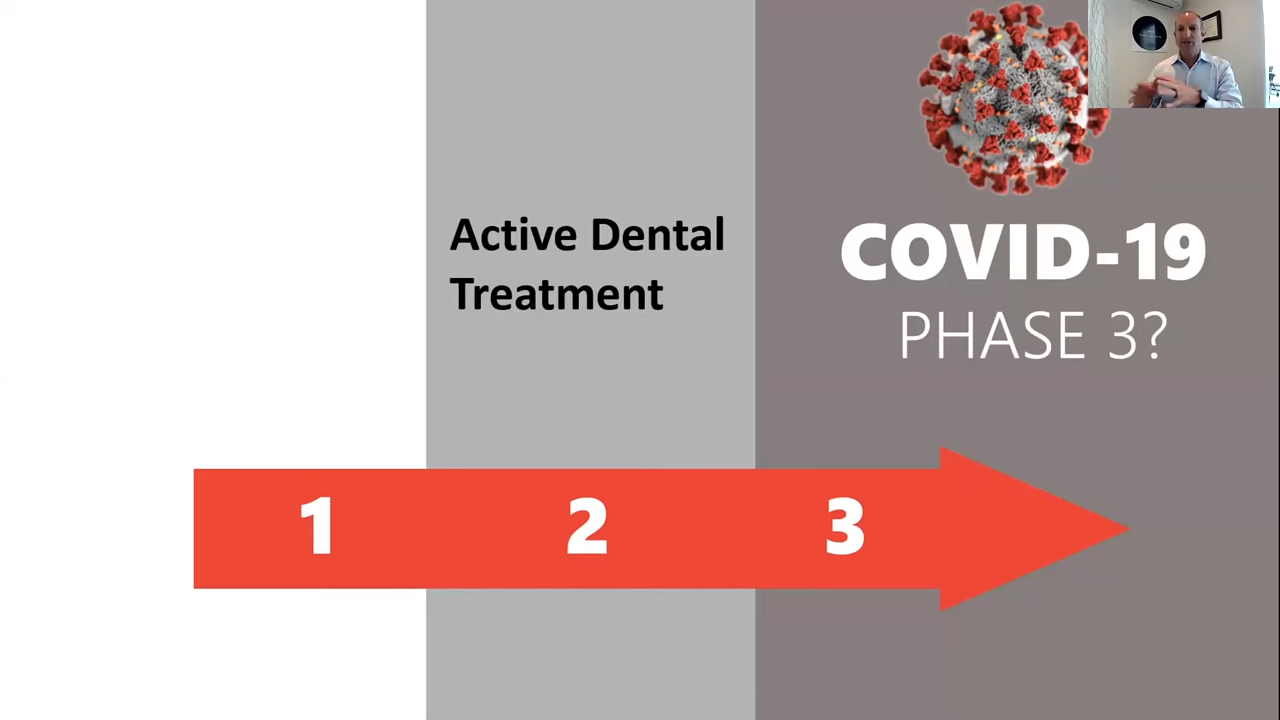 Active Dental
Treatment
COVID-19
PHASE 3?
1 2 3